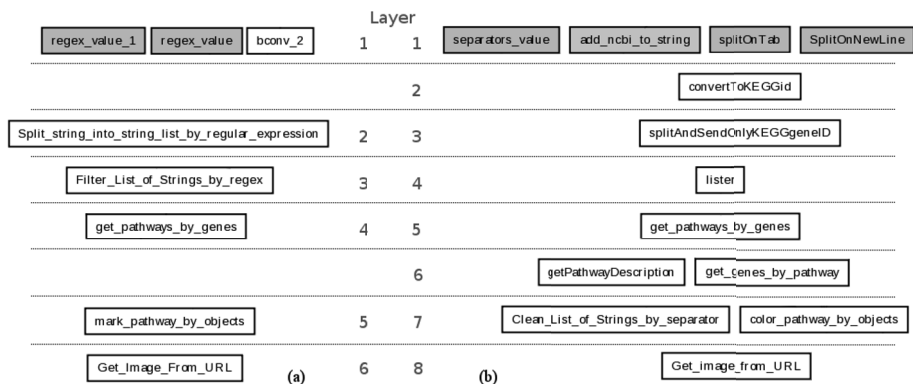 Layer
regex_value_1 regex_value bconv_2 1 1 separators_value add_ncbi_to_string splitOnTab SplitOnNewLine
2 convertToKEGGid
Split_string_into_string_list_by_regular_expression 2 3 splitAndSendOnlyKEGGgeneID
Filter_List_of_Strings_by_regex 3 4 lister
get_pathways_by_genes 4 5 get_pathways_by_genes
6 getPathwayDescription get_genes_by_pathway
mark_pathway_by_objects 5 7 Clean_List_of_Strings_by_separator color_pathway_by_objects
Get_Image_From_URL (a) 6 8 (b) Get_image_from_URL